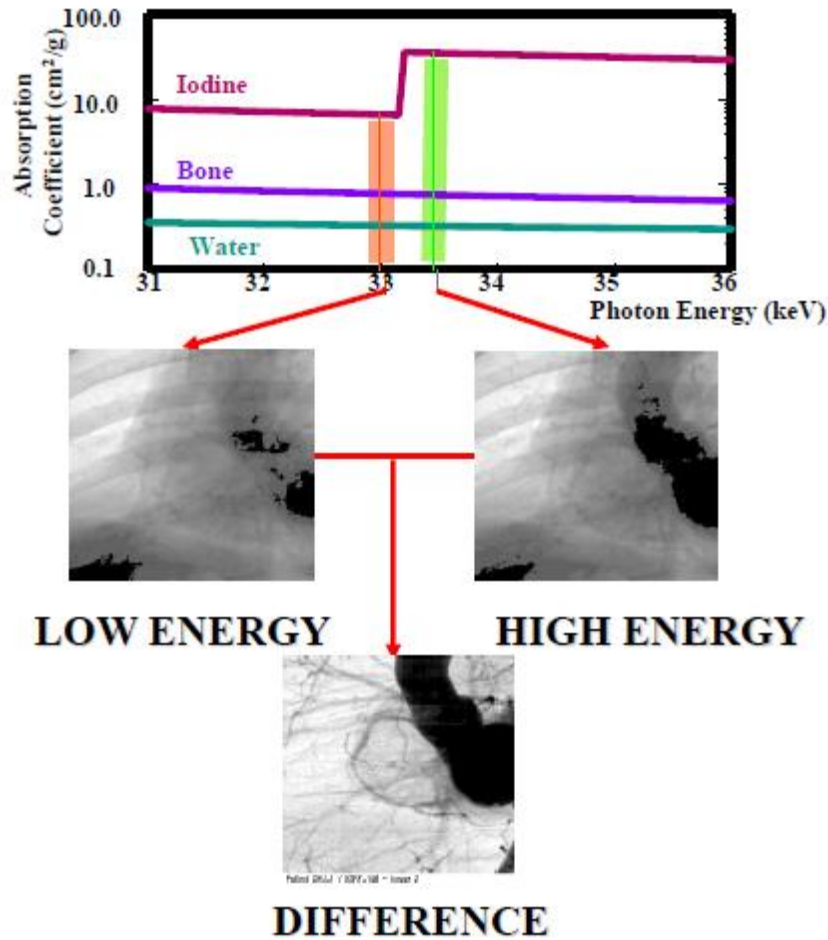 100.0
Absorption
Coefficient (cm²/g)
Iodine
10.0
Bone
1.0
Water
0.1
31 32 33 34 35 36
Photon Energy (keV)
LOW ENERGY
HIGH ENERGY
DIFFERENCE